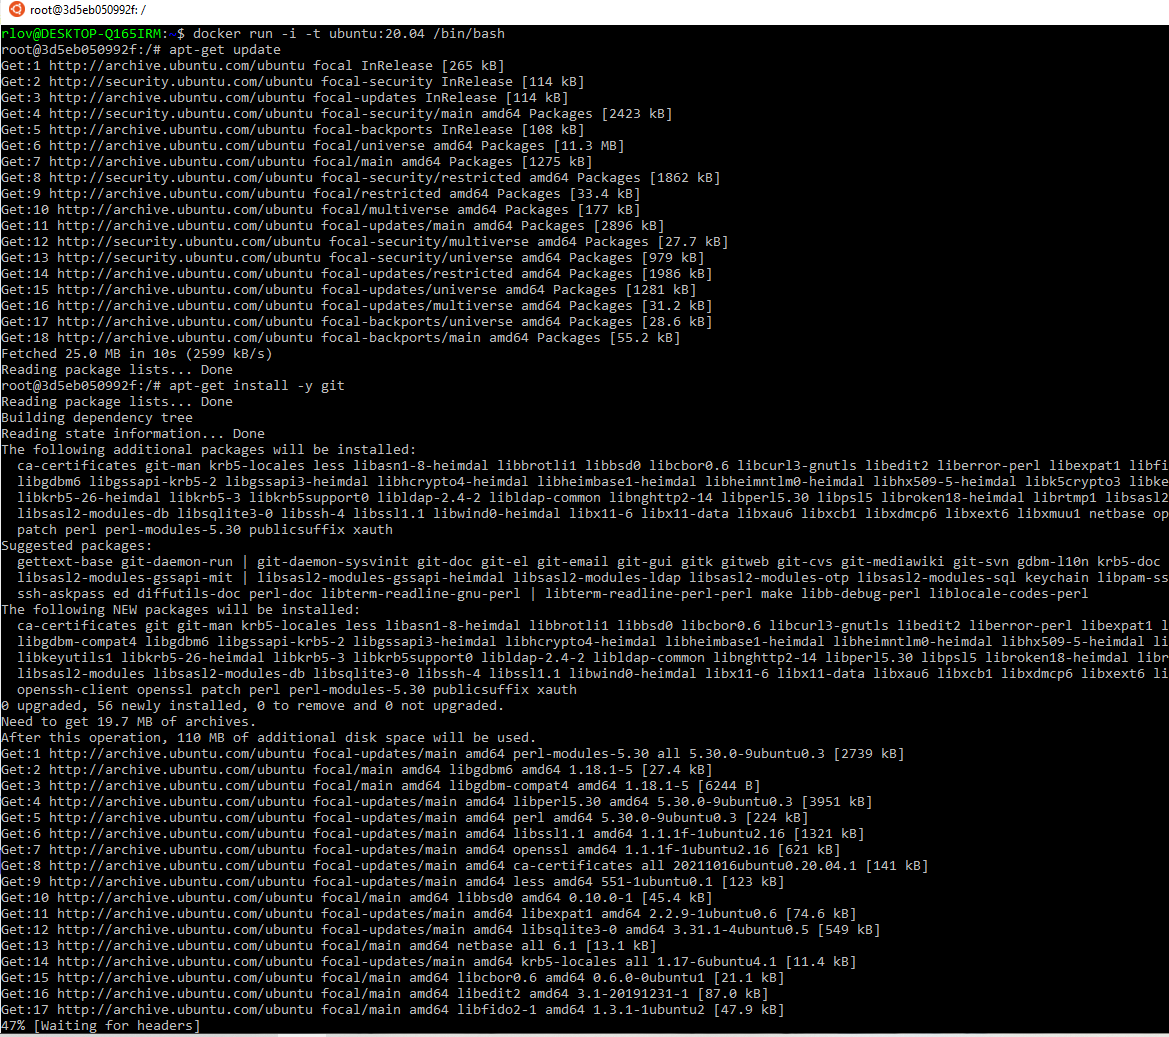 root@3d5eb050992f: /
rlov@DESKTOP-Q165IRM:~$ docker run -i -t ubuntu:20.04 /bin/bash
root@3d5eb050992f:/# apt-get update
Get:1 http://archive.ubuntu.com/ubuntu focal InRelease [265 kB]
Get:2 http://security.ubuntu.com/ubuntu focal-security InRelease [114 kB]
Get:3 http://archive.ubuntu.com/ubuntu focal-updates InRelease [114 kB]
Get:4 http://security.ubuntu.com/ubuntu focal-security/main amd64 Packages [2423 kB]
Get:5 http://archive.ubuntu.com/ubuntu focal-backports InRelease [108 kB]
Get:6 http://archive.ubuntu.com/ubuntu focal/universe amd64 Packages [11.3 MB]
Get:7 http://archive.ubuntu.com/ubuntu focal/main amd64 Packages [1275 kB]
Get:8 http://security.ubuntu.com/ubuntu focal-security/restricted amd64 Packages [1862 kB]
Get:9 http://archive.ubuntu.com/ubuntu focal/restricted amd64 Packages [33.4 kB]
Get:10 http://archive.ubuntu.com/ubuntu focal/multiverse amd64 Packages [177 kB]
Get:11 http://archive.ubuntu.com/ubuntu focal-updates/main amd64 Packages [2896 kB]
Get:12 http://security.ubuntu.com/ubuntu focal-security/multiverse amd64 Packages [27.7 kB]
Get:13 http://security.ubuntu.com/ubuntu focal-security/universe amd64 Packages [979 kB]
Get:14 http://archive.ubuntu.com/ubuntu focal-updates/restricted amd64 Packages [1986 kB]
Get:15 http://archive.ubuntu.com/ubuntu focal-updates/universe amd64 Packages [1281 kB]
Get:16 http://archive.ubuntu.com/ubuntu focal-updates/multiverse amd64 Packages [31.2 kB]
Get:17 http://archive.ubuntu.com/ubuntu focal-backports/universe amd64 Packages [28.6 kB]
Get:18 http://archive.ubuntu.com/ubuntu focal-backports/main amd64 Packages [55.2 kB]
Fetched 25.0 MB in 10s (2599 kB/s)
Reading package lists... Done
root@3d5eb050992f:/# apt-get install -y git
Reading package lists... Done
Building dependency tree
Reading state information... Done
The following additional packages will be installed:
ca-certificates git-man krb5-locales less libasn1-8-heimdal libbrotli1 libbsd0 libcbor0.6 libcurl3-gnutls libedit2 liberror-perl libexpat1 libfi
libgdbm6 libgssapi-krb5-2 libgssapi3-heimdal libhcrypto4-heimdal libheimbase1-heimdal libheimntlm0-heimdal libhx509-5-heimdal libk5crypto3 libke
libkrb5-26-heimdal libkrb5-3 libkrb5support0 libldap-2.4-2 libldap-common libnghttp2-14 libperl5.30 libpsl5 libroken18-heimdal librtmp1 libsasl2
libsasl2-modules-db libsqlite3-0 libssh-4 libssl1.1 libwind0-heimdal libx11-6 libx11-data libxau6 libxcb1 libxdmcp6 libxext6 libxmuu1 netbase op
patch perl perl-modules-5.30 publicsuffix xauth
Suggested packages:
gettext-base git-daemon-run | git-daemon-sysvinit git-doc git-el git-email git-gui gitk gitweb git-cvs git-mediawiki git-svn gdbm-l10n krb5-doc
libsasl2-modules-gssapi-mit | libsasl2-modules-gssapi-heimdal libsasl2-modules-ldap libsasl2-modules-otp libsasl2-modules-sql keychain libpam-ss
ssh-askpass ed diffutils-doc perl-doc libterm-readline-gnu-perl | libterm-readline-perl-perl make libb-debug-perl liblocale-codes-perl
The following NEW packages will be installed:
ca-certificates git git-man krb5-locales less libasn1-8-heimdal libbrotli1 libbsd0 libcbor0.6 libcurl3-gnutls libedit2 liberror-perl libexpat1 l
libgdbm-compat4 libgdbm6 libgssapi-krb5-2 libgssapi3-heimdal libhcrypto4-heimdal libheimbase1-heimdal libheimntlm0-heimdal libhx509-5-heimdal li
libkeyutils1 libkrb5-26-heimdal libkrb5-3 libkrb5support0 libldap-2.4-2 libldap-common libnghttp2-14 libperl5.30 libpsl5 libroken18-heimdal libr
libsasl2-modules libsasl2-modules-db libsqlite3-0 libssh-4 libssl1.1 libwind0-heimdal libx11-6 libx11-data libxau6 libxcb1 libxdmcp6 libxext6 li
openssh-client openssl patch perl perl-modules-5.30 publicsuffix xauth
0 upgraded, 56 newly installed, 0 to remove and 0 not upgraded.
Need to get 19.7 MB of archives.
After this operation, 110 MB of additional disk space will be used.
Get:1 http://archive.ubuntu.com/ubuntu focal-updates/main amd64 perl-modules-5.30 all 5.30.0-9ubuntu0.3 [2739 kB]
Get:2 http://archive.ubuntu.com/ubuntu focal/main amd64 libgdbm6 amd64 1.18.1-5 [27.4 kB]
Get:3 http://archive.ubuntu.com/ubuntu focal/main amd64 libgdbm-compat4 amd64 1.18.1-5 [6244 B]
Get:4 http://archive.ubuntu.com/ubuntu focal-updates/main amd64 libperl5.30 amd64 5.30.0-9ubuntu0.3 [3951 kB]
Get:5 http://archive.ubuntu.com/ubuntu focal-updates/main amd64 perl amd64 5.30.0-9ubuntu0.3 [224 kB]
Get:6 http://archive.ubuntu.com/ubuntu focal-updates/main amd64 libssl1.1 amd64 1.1.1f-1ubuntu2.16 [1321 kB]
Get:7 http://archive.ubuntu.com/ubuntu focal-updates/main amd64 openssl amd64 1.1.1f-1ubuntu2.16 [621 kB]
Get:8 http://archive.ubuntu.com/ubuntu focal-updates/main amd64 ca-certificates all 20211016ubuntu0.20.04.1 [141 kB]
Get:9 http://archive.ubuntu.com/ubuntu focal-updates/main amd64 less amd64 551-1ubuntu0.1 [123 kB]
Get:10 http://archive.ubuntu.com/ubuntu focal/main amd64 libbsd0 amd64 0.10.0-1 [45.4 kB]
Get:11 http://archive.ubuntu.com/ubuntu focal-updates/main amd64 libexpat1 amd64 2.2.9-1ubuntu0.6 [74.6 kB]
Get:12 http://archive.ubuntu.com/ubuntu focal-updates/main amd64 libsqlite3-0 amd64 3.31.1-4ubuntu0.5 [549 kB]
Get:13 http://archive.ubuntu.com/ubuntu focal/main amd64 netbase all 6.1 [13.1 kB]
Get:14 http://archive.ubuntu.com/ubuntu focal-updates/main amd64 krb5-locales all 1.17-6ubuntu4.1 [11.4 kB]
Get:15 http://archive.ubuntu.com/ubuntu focal/main amd64 libcbor0.6 amd64 0.6.0-0ubuntu1 [21.1 kB]
Get:16 http://archive.ubuntu.com/ubuntu focal/main amd64 libedit2 amd64 3.1-20191231-1 [87.0 kB]
Get:17 http://archive.ubuntu.com/ubuntu focal/main amd64 libfido2-1 amd64 1.3.1-1ubuntu2 [47.9 kB]
47% [Waiting for headers]